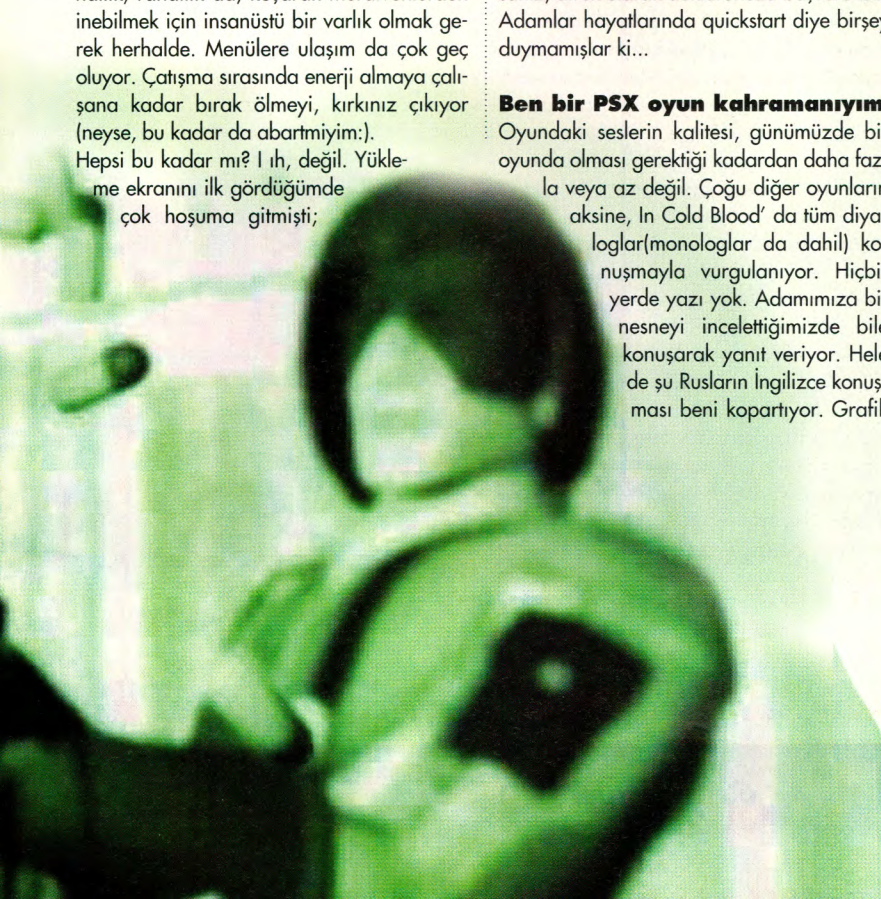 inebilmek için insanüstü bir varlık olmak ge-
rek herhalde. Menülere ulaşım da çok geç
oluyor. Çatışma sırasında enerji almaya çalı-
şana kadar bırak ölmeyi, kırkınız çıkıyor
(neyse, bu kadar da abartmiyim:).
Hepsi bu kadar mı? I ıh, değil. Yükle-
me ekranını ilk gördüğümde
çok hoşuma gitmişti;
Adamlar hayatlarında quickstart diye birşey
duymamışlar ki...
Ben bir PSX oyun kahramanıyım
Oyundaki seslerin kalitesi, günümüzde bi
oyunda olması gerektiği kadardan daha faz
la veya az değil. Çoğu diğer oyunların
aksine, In Cold Blood' da tüm diya
loglar(monologlar da dahil) ko
nuşmayla vurgulanıyor. Hiçbi
yerde yazı yok. Adamımıza bi
nesneyi incelettiğimizde bile
konuşarak yanıt veriyor. Hele
de şu Rusların İngilizce konuş
ması beni kopartıyor. Grafik